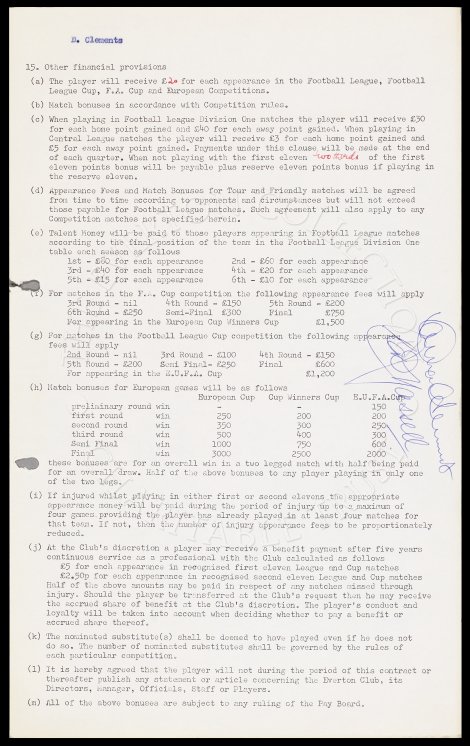 D. Clements
15. Other financial provisions
(a) The player will receive £20 for each appearance in the Football League, Football
League Cup, F.A. Cup and European Competitions.
(b) Match bonuses in accordance with Competition rules.
(c) When playing in Football League Division One matches the player will receive £30
for each home point gained and £40 for each away point gained. When playing in
Central League matches the player will receive £3 for each home point gained and
£5 for each away point gained. Payments under this clause will be made at the end
of each quarter. When not playing with the first eleven two thirds of the first
eleven points bonus will be payable plus reserve eleven points bonus if playing in
the reserve eleven.
(d) Appearance Fees and Match Bonuses for Tour and Friendly matches will be agreed
from time to time according to opponents and circumstances but will not exceed
those payable for Football League matches. Such agreement will also apply to any
Competition matches not specified herein.
(e) Talent Money will be paid to those players appearing in Football League matches
according to the final position of the team in the Football League Division One
table each season as follows
1st - £80 for each appearance 2nd - £60 for each appearance
3rd - £40 for each appearance 4th - £20 for each appearance
5th - £15 for each appearance 6th - £10 for each appearance
(f) For matches in the F.A. Cup competition the following appearance fees will apply
3rd Round - nil 4th Round - £150 5th Round - £200
6th Round - £250 Semi-Final £300 Final £750
For appearing in the European Cup Winners Cup £1,500
(g) For matches in the Football League Cup competition the following appearance
fees will apply
2nd Round - nil 3rd Round - £100 4th Round - £150
5th Round - £200 Semi Final- £250 Final £600
For appearing in the E.U.F.A. Cup £1,200
(h) Match bonuses for European games will be as follows
European Cup Cup Winners Cup E.U.F.A.Cup
preliminary round win - - 150
first round win 250 200 200
second round win 350 300 250
third round win 500 400 300
Semi Final win 1000 750 600
Final win 3000 2500 2000
these bonuses are for an overall win in a two legged match with half being paid
for an overall draw. Half of the above bonuses to any player playing in only one
of the two legs.
(i) If injured whilst playing in either first or second elevens the appropriate
appearance money will be paid during the period of injury up to a maximum of
four games providing the player has already played in at least four matches for
that team. If not, then the number of injury appearance fees to be proportionately
reduced.
(j) At the Club's discretion a player may receive a benefit payment after five years
continuous service as a professional with the Club calculated as follows
£5 for each appearance in recognised first eleven League and Cup matches
£2.50p for each appearance in recognised second eleven League and Cup matches
Half of the above amounts may be paid in respect of any matches missed through
injury. Should the player be transferred at the Club's request then he may receive
the accrued share of benefit at the Club's discretion. The player's conduct and
loyalty will be taken into account when deciding whether to pay a benefit or
accrued share thereof.
(k) The nominated substitute(s) shall be deemed to have played even if he does not
do so. The number of nominated substitutes shall be governed by the rules of
each particular competition.
(l) It is hereby agreed that the player will not during the period of this contract or
thereafter publish any statement or article concerning the Everton Club, its
Directors, Manager, Officials, Staff or Players.
(m) All of the above bonuses are subject to any ruling of the Pay Board.